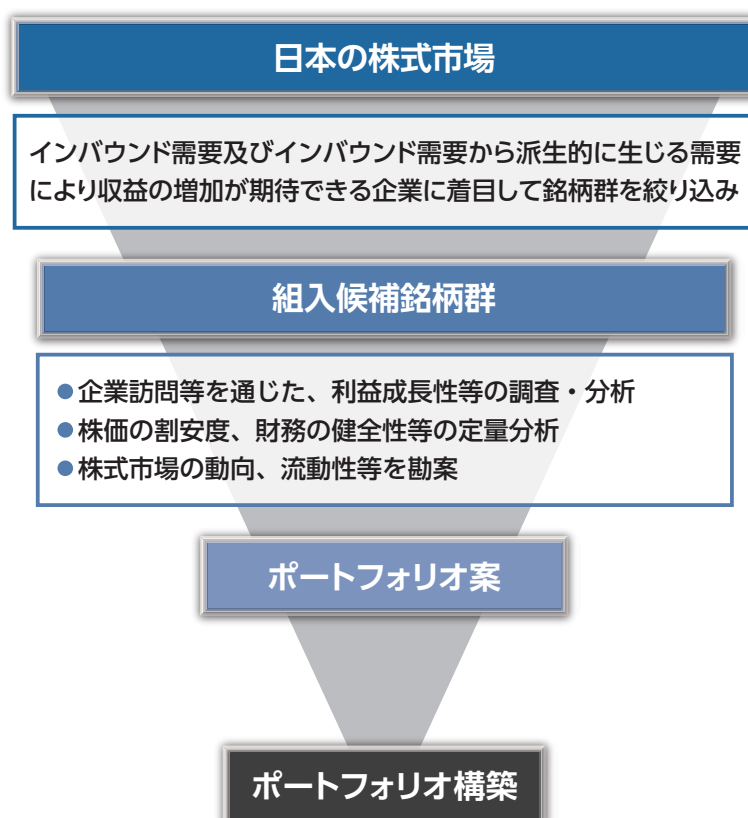 日本の株式市場
インバウンド需要及びインバウンド需要から派生的に生じる需要
により収益の増加が期待できる企業に着目して銘柄群を絞り込み
組入候補銘柄群
●企業訪問等を通じた、利益成長性等の調査・分析
●株価の割安度、財務の健全性等の定量分析
●株式市場の動向、流動性等を勘案
ポートフォリオ案
ポートフォリオ構築